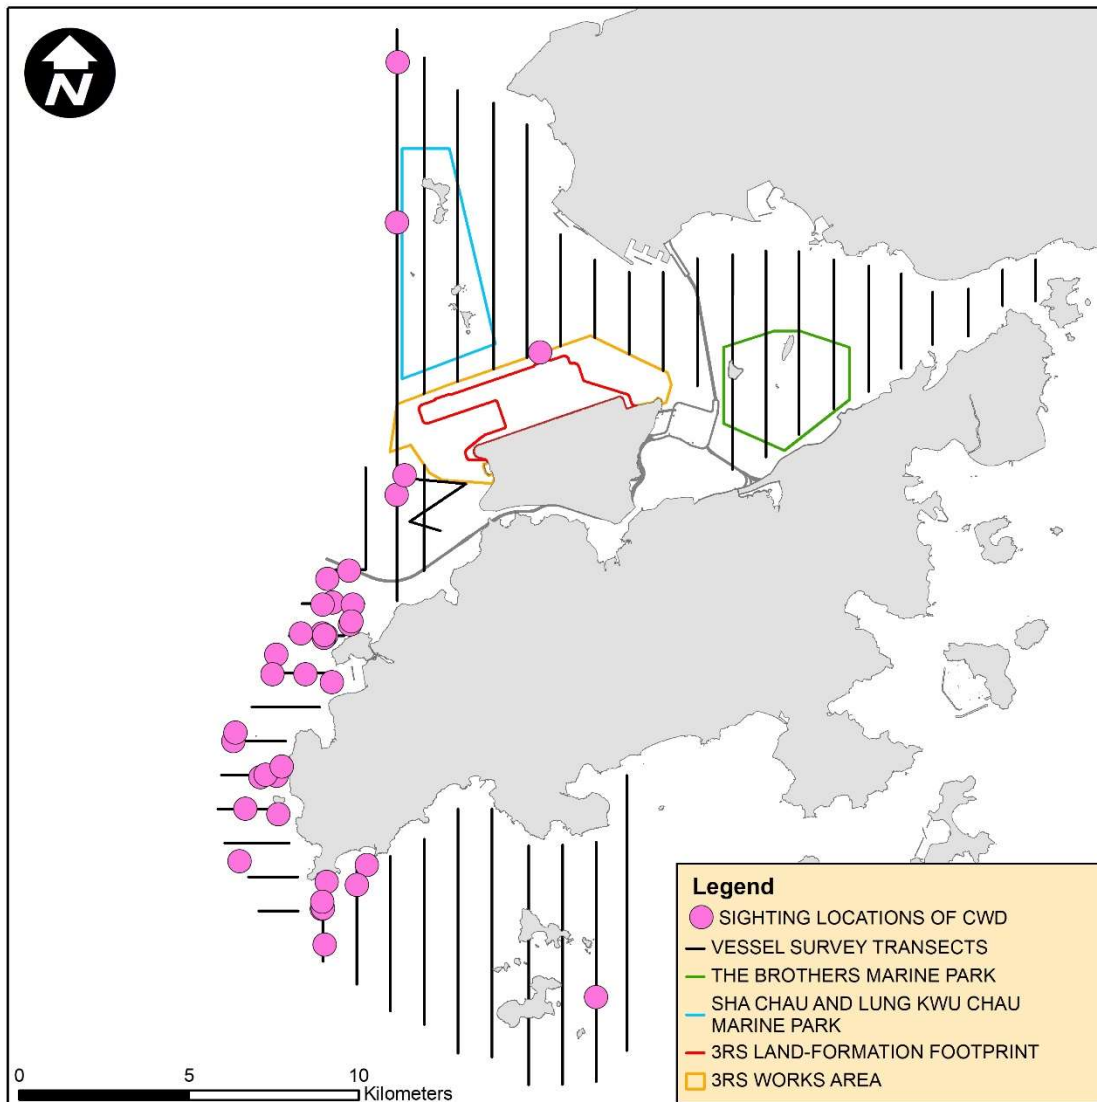 N
Legend
SIGHTING LOCATIONS OF CWD
VESSEL SURVEY TRANSECTS
THE BROTHERS MARINE PARK
SHA CHAU AND LUNG KWU CHAU
MARINE PARK
3RS LAND-FORMATION FOOTPRINT
3RS WORKS AREA
0 5 10
Kilometers